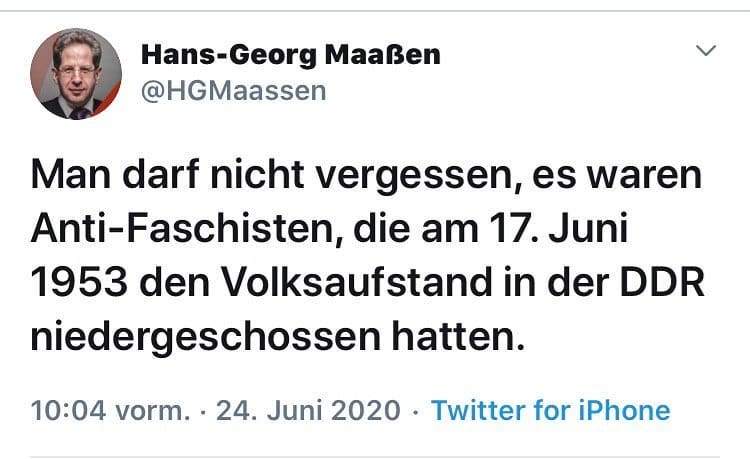 Hans-Georg Maaßen
@HGMaassen
Man darf nicht vergessen, es waren
Anti-Faschisten, die am 17. Juni
1953 den Volksaufstand in der DDR
niedergeschossen hatten.
10:04 vorm. · 24. Juni 2020 · Twitter for iPhone